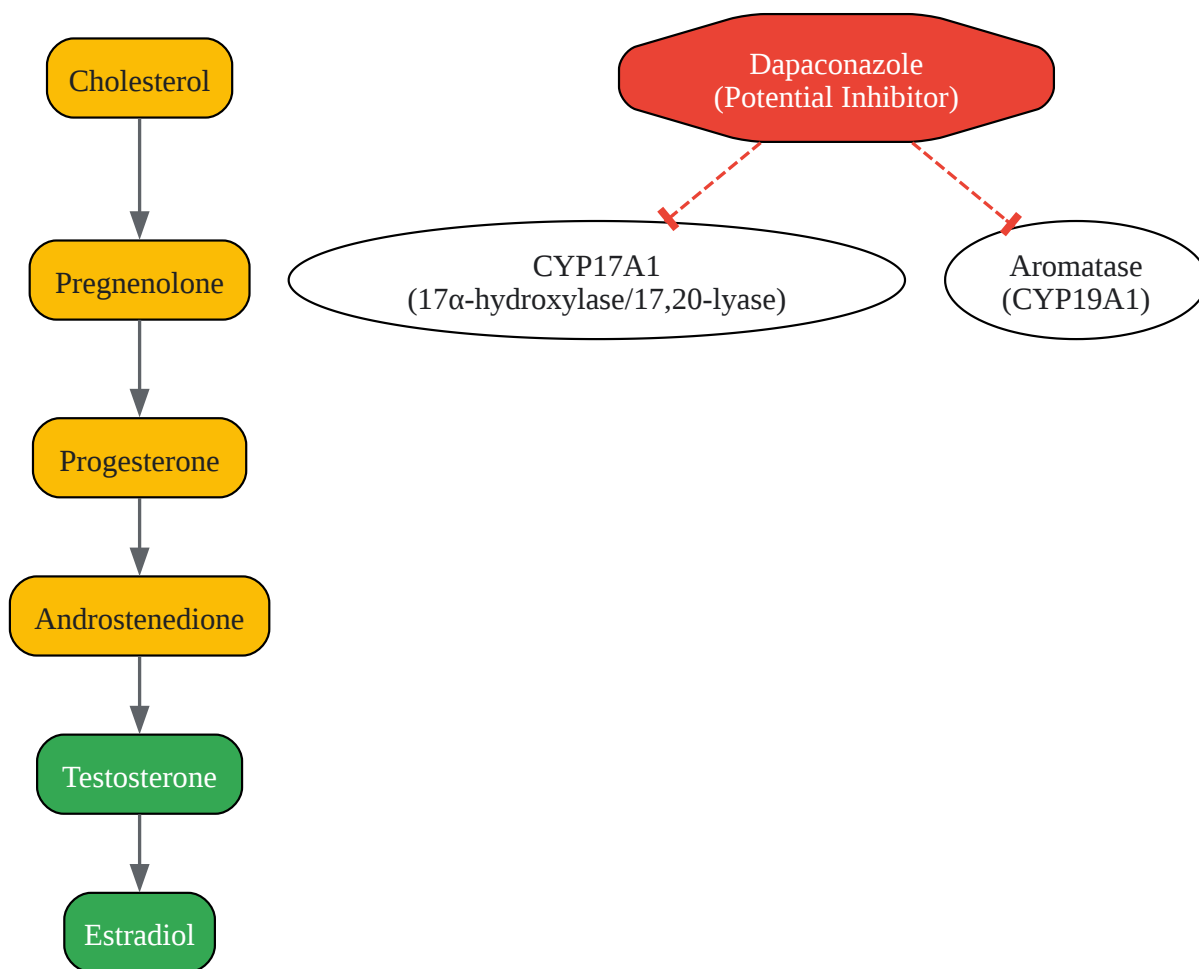 Cholesterol
Dapaconazole
(Potential Inhibitor)
Pregnenolone
CYP17A1
(17α-hydroxylase/17,20-lyase)
Aromatase
(CYP19A1)
Progesterone
Androstenedione
Testosterone
Estradiol